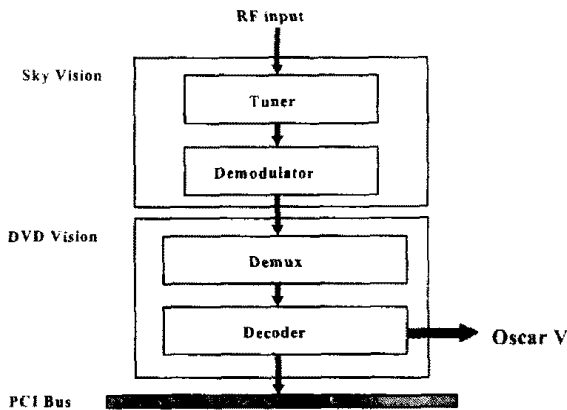 RF input
Sky Vision
Tuner
Demodulator
DVD Vision
Demux
Decoder
Oscar V
PCI Bus